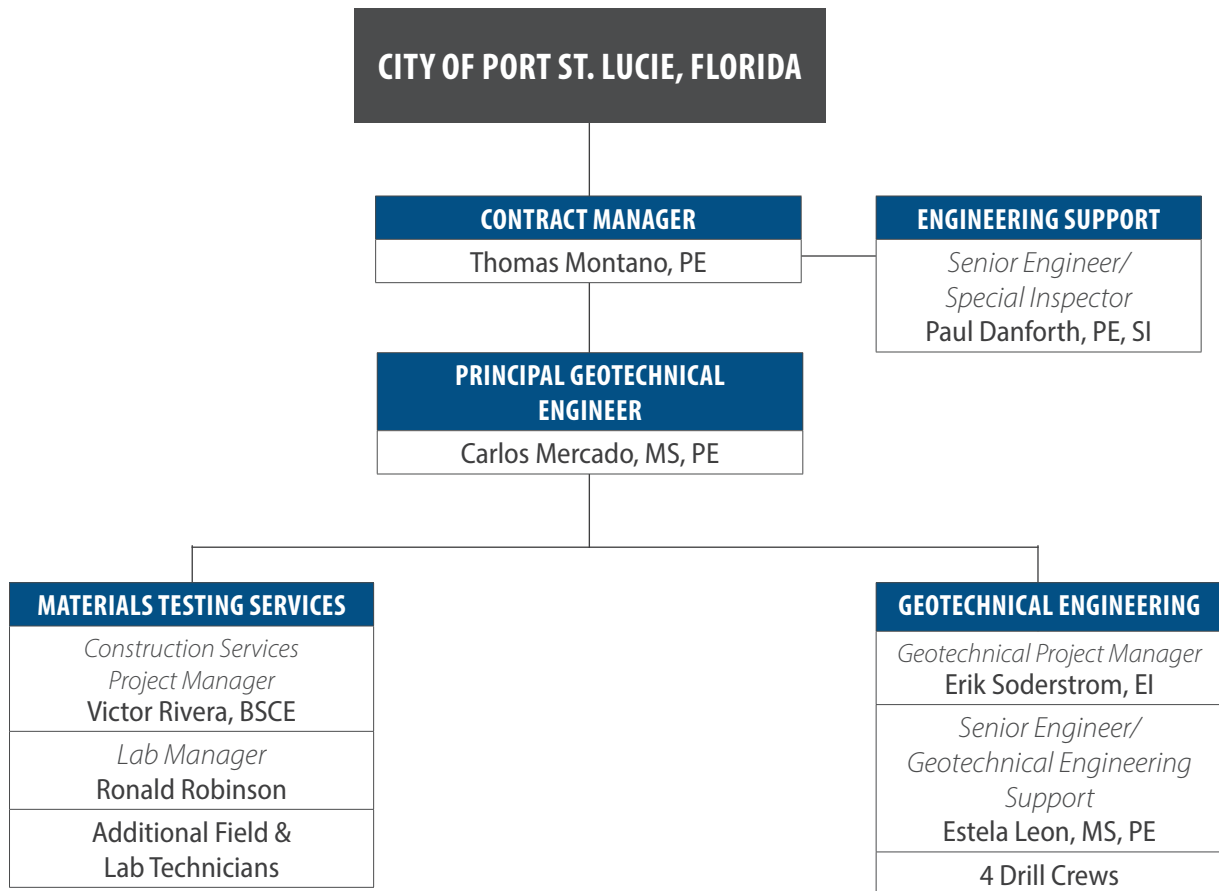 CITY OF PORT ST. LUCIE, FLORIDA
CONTRACT MANAGER
Thomas Montano, PE
ENGINEERING SUPPORT
Senior Engineer/
Special Inspector
Paul Danforth, PE, SI
PRINCIPAL GEOTECHNICAL
ENGINEER
Carlos Mercado, MS, PE
MATERIALS TESTING SERVICES
Construction Services
Project Manager
Victor Rivera, BSCE
Lab Manager
Ronald Robinson
Additional Field &
Lab Technicians
GEOTECHNICAL ENGINEERING
Geotechnical Project Manager
Erik Soderstrom, EI
Senior Engineer/
Geotechnical Engineering
Support
Estela Leon, MS, PE
4 Drill Crews